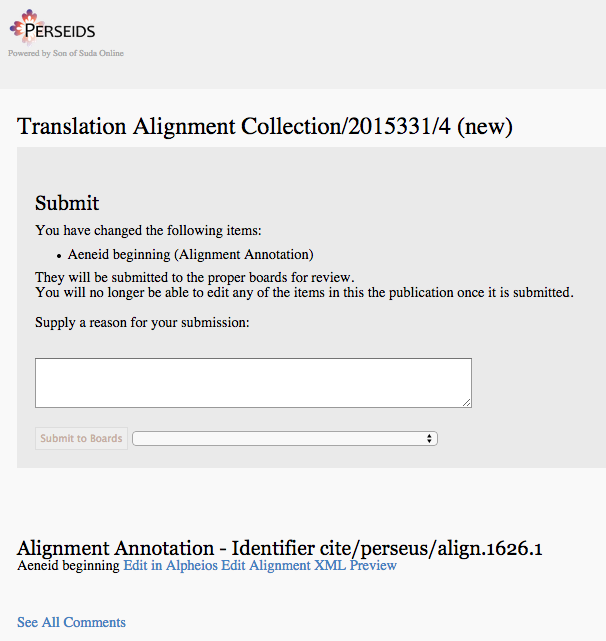 PERSEIDS
Powered by Son of Suda Online
Translation Alignment Collection/2015331/4 (new)
Submit
You have changed the following items:
• Aeneid beginning (Alignment Annotation)
They will be submitted to the proper boards for review.
You will no longer be able to edit any of the items in this the publication once it is submitted.
Supply a reason for your submission:
Submit to Boards
Alignment Annotation - Identifier cite/perseus/align.1626.1
Aeneid beginning Edit in Alpheios Edit Alignment XML Preview
See All Comments